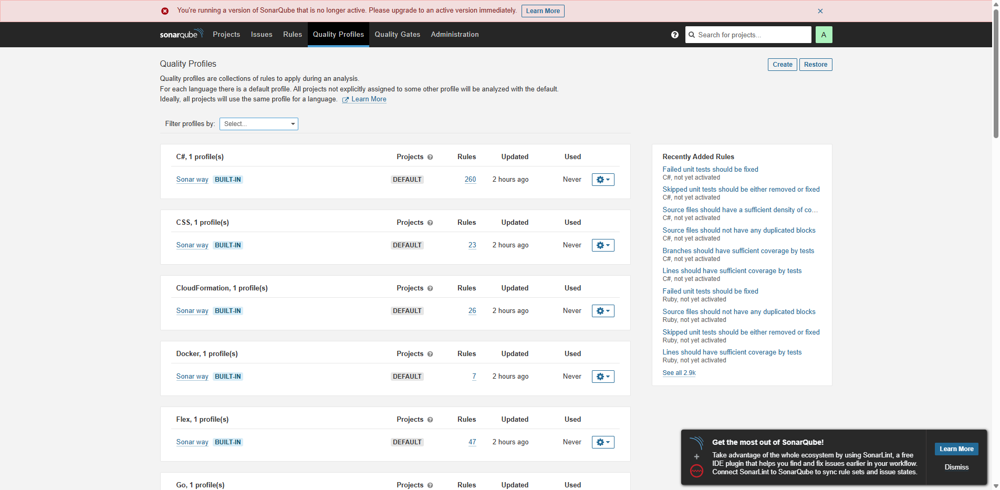 You're running a version of SonarQube that is no longer active. Please upgrade to an active version immediately. Learn More
sonarqube Projects Issues Rules Quality Profiles Quality Gates Administration Search for projects... A
Quality Profiles
Create Restore
Quality profiles are collections of rules to apply during an analysis.
For each language there is a default profile. All projects not explicitly assigned to some other profile will be analyzed with the default.
Ideally, all projects will use the same profile for a language. Learn More
Filter profiles by: Select...
C#, 1 profile(s) Projects Rules Updated Used
Sonar way BUILT-IN DEFAULT 260 2 hours ago Never
CSS, 1 profile(s) Projects Rules Updated Used
Sonar way BUILT-IN DEFAULT 23 2 hours ago Never
CloudFormation, 1 profile(s) Projects Rules Updated Used
Sonar way BUILT-IN DEFAULT 26 2 hours ago Never
Docker, 1 profile(s) Projects Rules Updated Used
Sonar way BUILT-IN DEFAULT 7 2 hours ago Never
Flex, 1 profile(s) Projects Rules Updated Used
Sonar way BUILT-IN DEFAULT 47 2 hours ago Never
Go, 1 profile(s) Projects Rules Updated Used
Recently Added Rules
Failed unit tests should be fixed
C#, not yet activated
Skipped unit tests should be either removed or fixed
C#, not yet activated
Source files should have a sufficient density of co...
C#, not yet activated
Source files should not have any duplicated blocks
C#, not yet activated
Branches should have sufficient coverage by tests
C#, not yet activated
Lines should have sufficient coverage by tests
C#, not yet activated
Failed unit tests should be fixed
Ruby, not yet activated
Source files should not have any duplicated blocks
Ruby, not yet activated
Skipped unit tests should be either removed or fixed
Ruby, not yet activated
Lines should have sufficient coverage by tests
Ruby, not yet activated
See all 2.9k
Get the most out of SonarQube!
Take advantage of the whole ecosystem by using SonarLint, a free
IDE plugin that helps you find and fix issues earlier in your workflow.
Connect SonarLint to SonarQube to sync rule sets and issue states.
Learn More
Dismiss